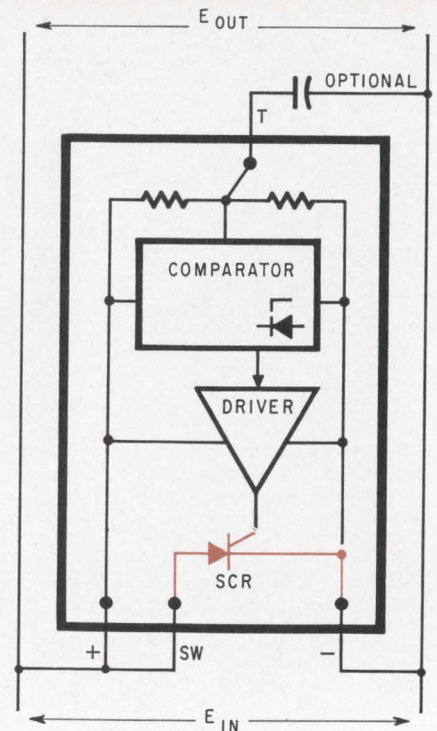 E OUT
OPTIONAL
T
COMPARATOR
DRIVER
SCR
+
SW
-
E IN